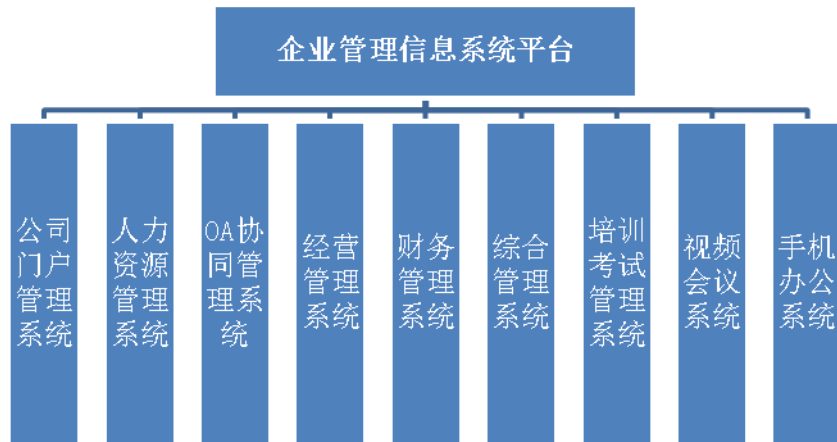 企业管理信息系统平台
公司
门户
管理
系统
人力
资源
管理
系统
OA协
同管
理系
统
经营
管理
系统
财务
管理
系统
综合
管理
系统
培训
考试
管理
系统
视频
会议
系统
手机
办公
系统